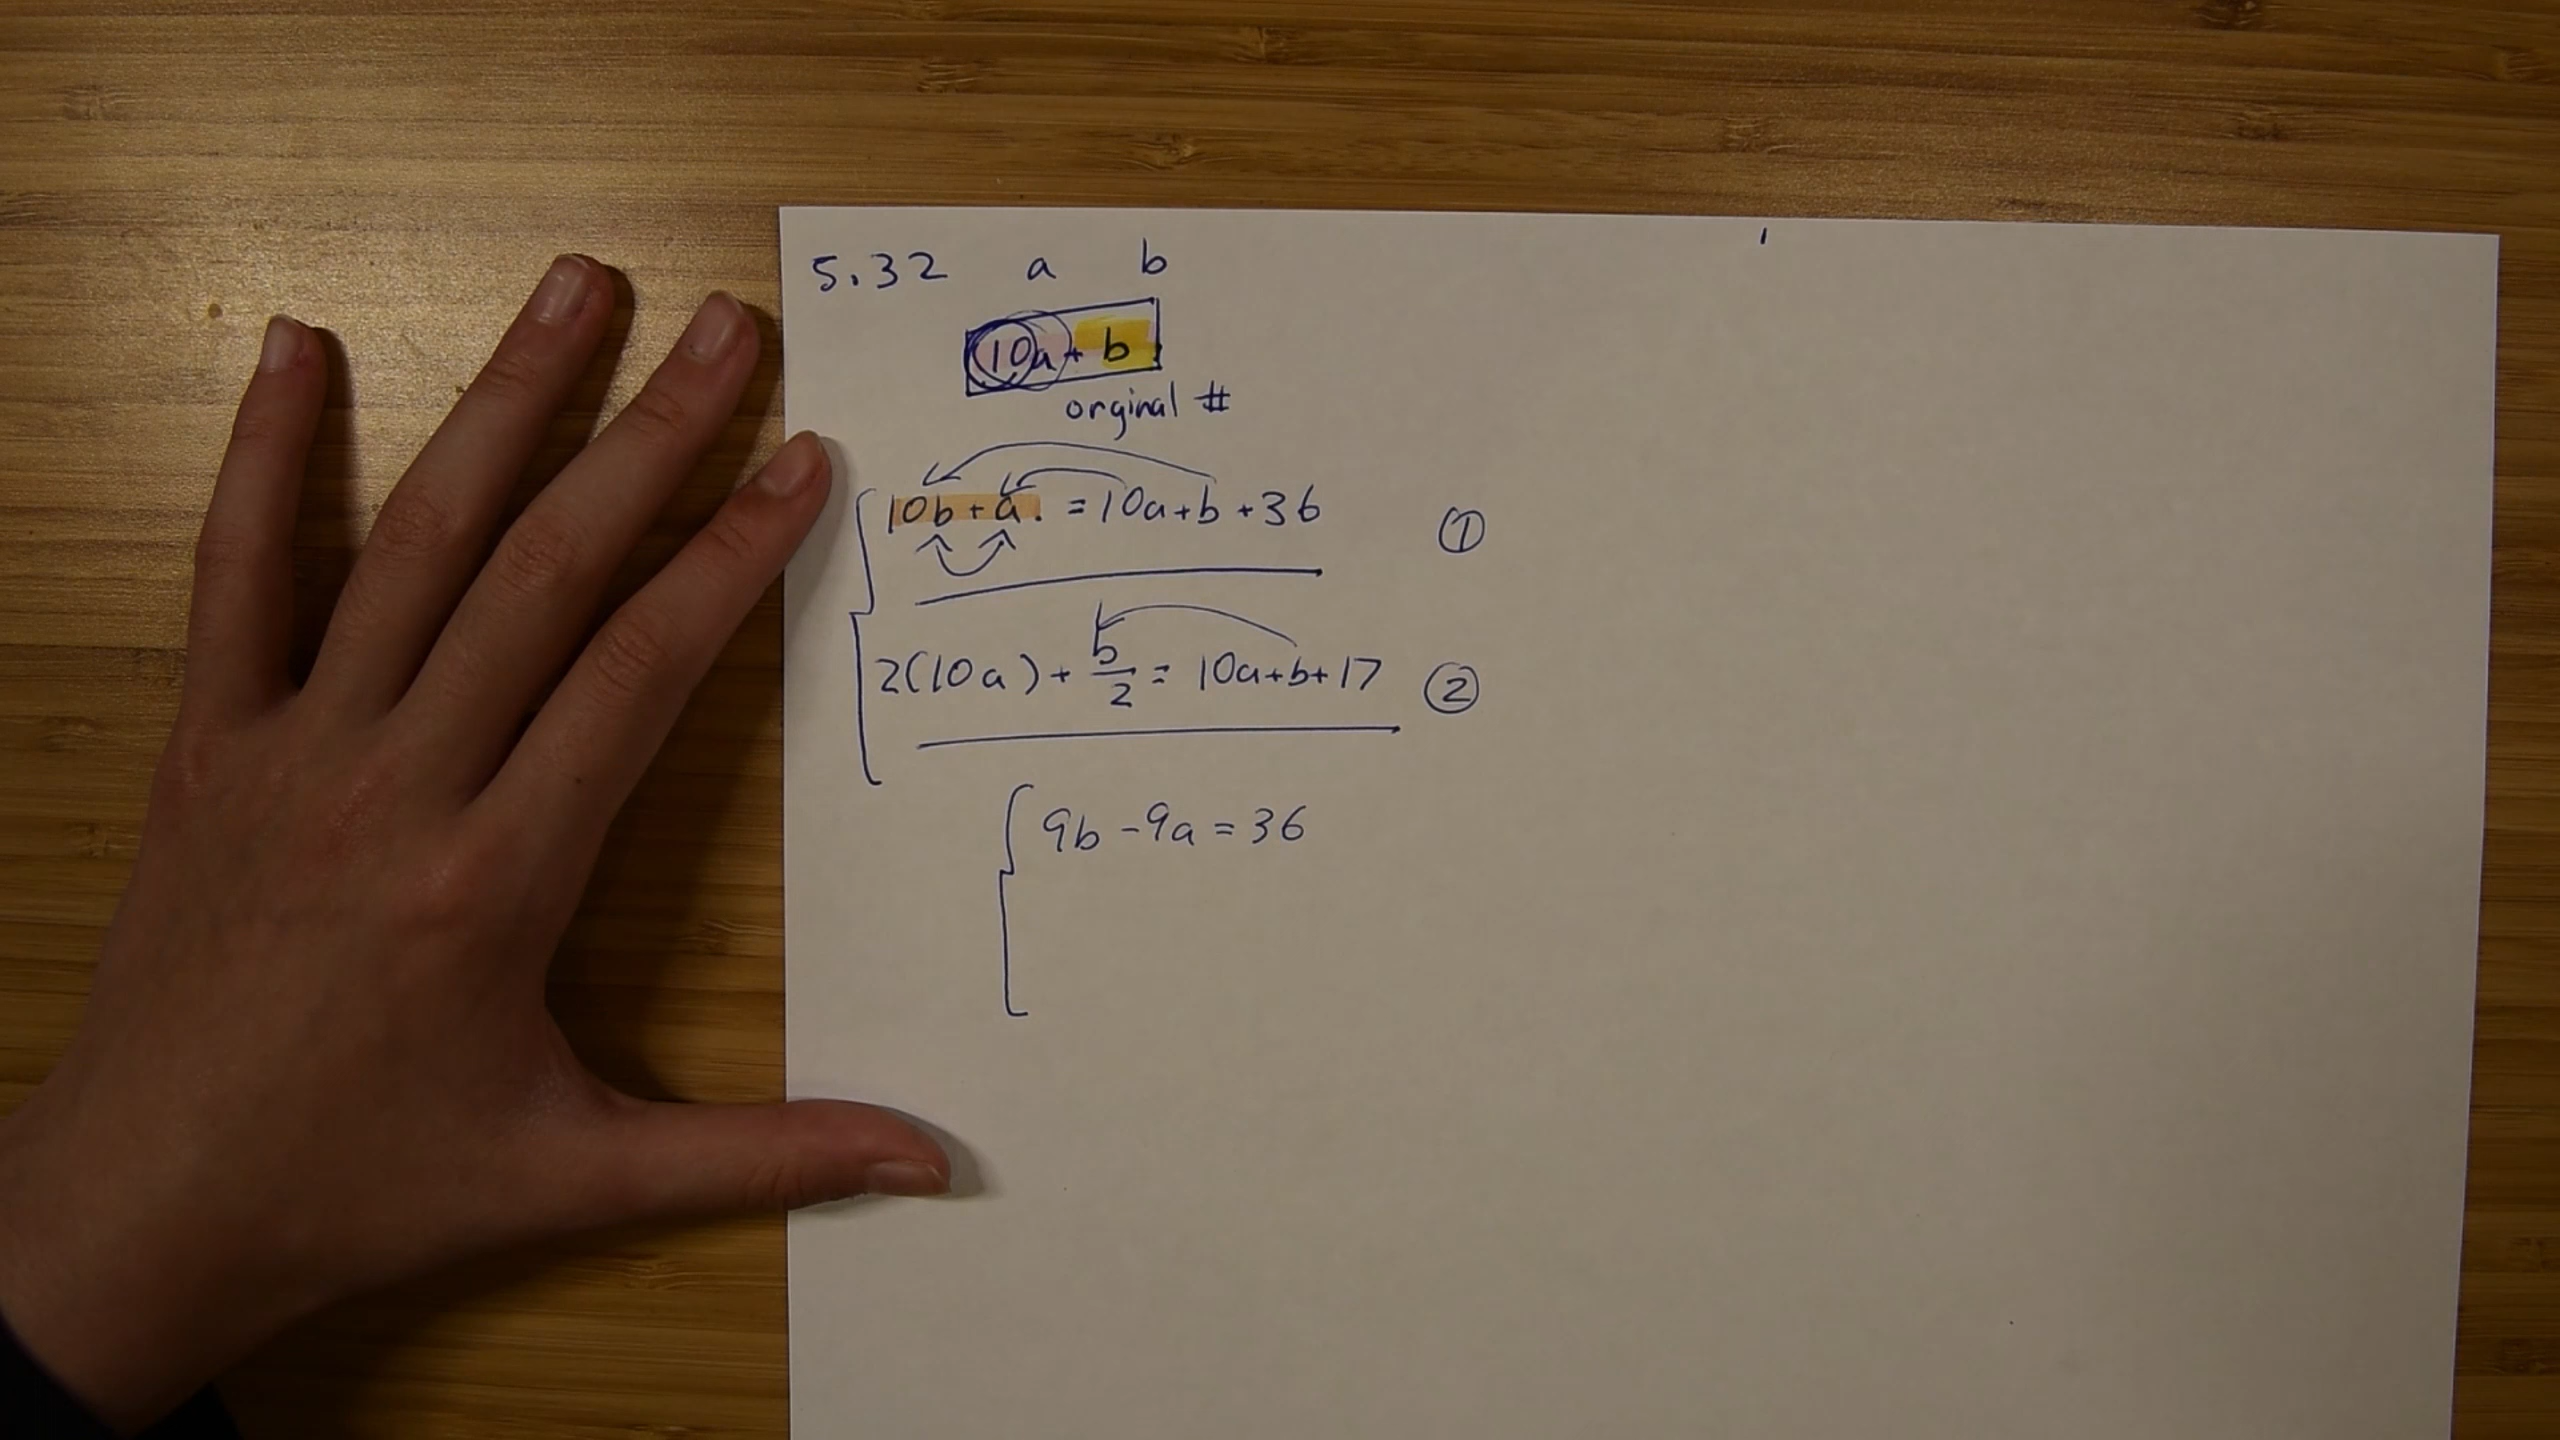 5.32 a b
10a + b
orginal #
10b + a. = 10a + b + 36 ①
2(10a) + b/2 = 10a + b + 17 ②
9b - 9a = 36